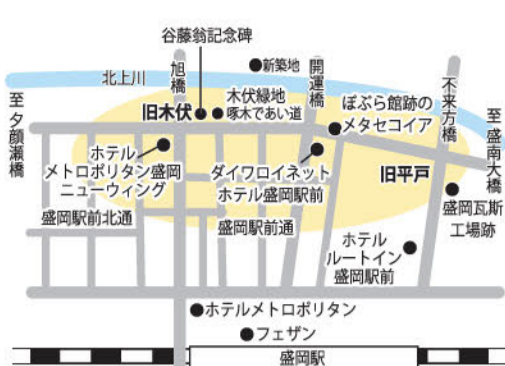 谷藤翁記念碑
新築地
北上川
旭橋
開運橋
不来方橋
至 夕顔瀬橋
至 盛南大橋
旧木伏
木伏緑地
啄木であい道
ぽぷら館跡の
メタセコイア
ホテル
メトロポリタン盛岡
ニューウィング
ダイワロイネット
ホテル盛岡駅前
旧平戸
盛岡瓦斯
工場跡
盛岡駅前北通
盛岡駅前通
ホテル
ルートイン
盛岡駅前
ホテルメトロポリタン
フェザン
盛岡駅